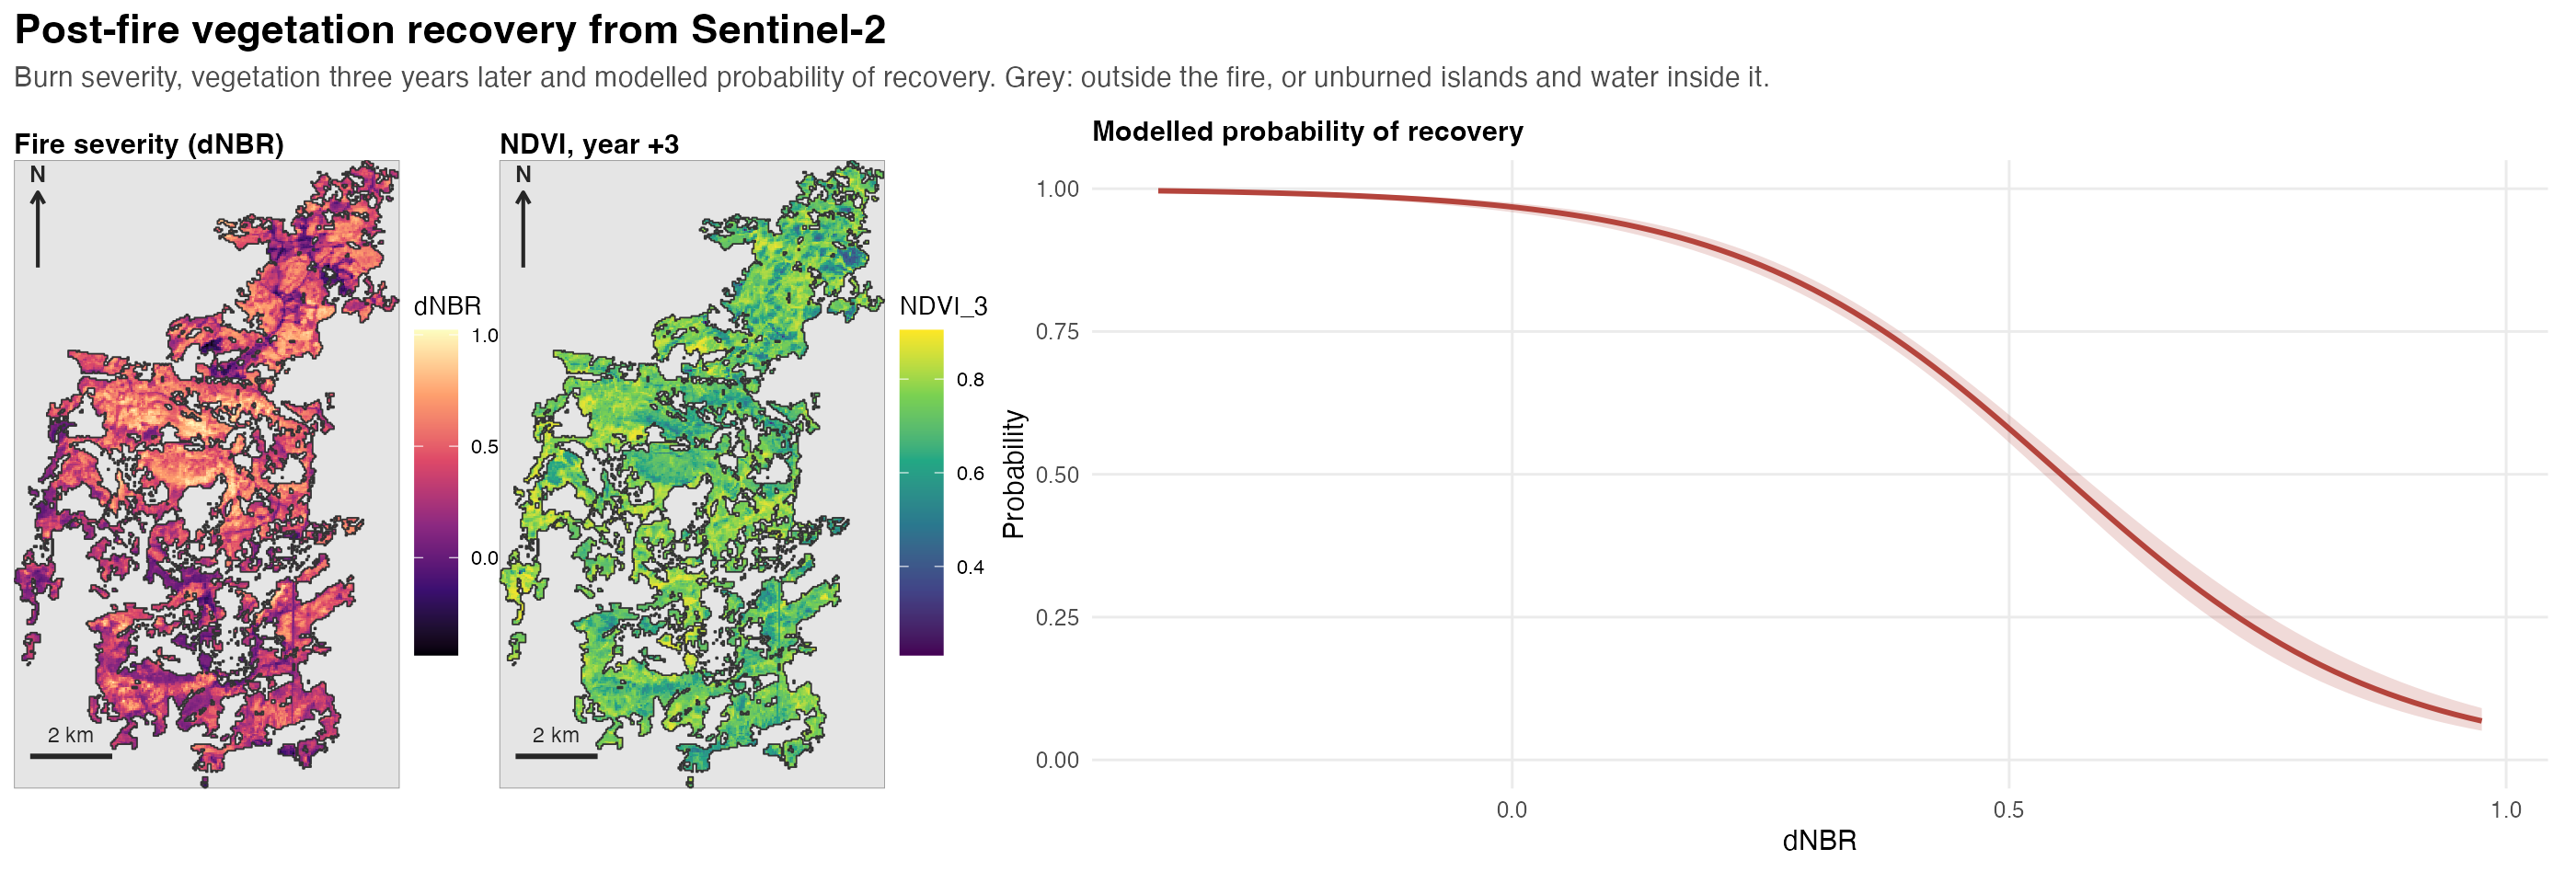 Post-fire vegetation recovery from Sentinel-2
Burn severity, vegetation three years later and modelled probability of recovery. Grey: outside the fire, or unburned islands and water inside it.
Fire severity (dNBR)
N
2 km
dNBR
1.0
0.5
0.0
NDVI, year +3
N
2 km
NDVI_3
0.8
0.6
0.4
Modelled probability of recovery
Probability
1.00
0.75
0.50
0.25
0.00
0.0
0.5
1.0
dNBR